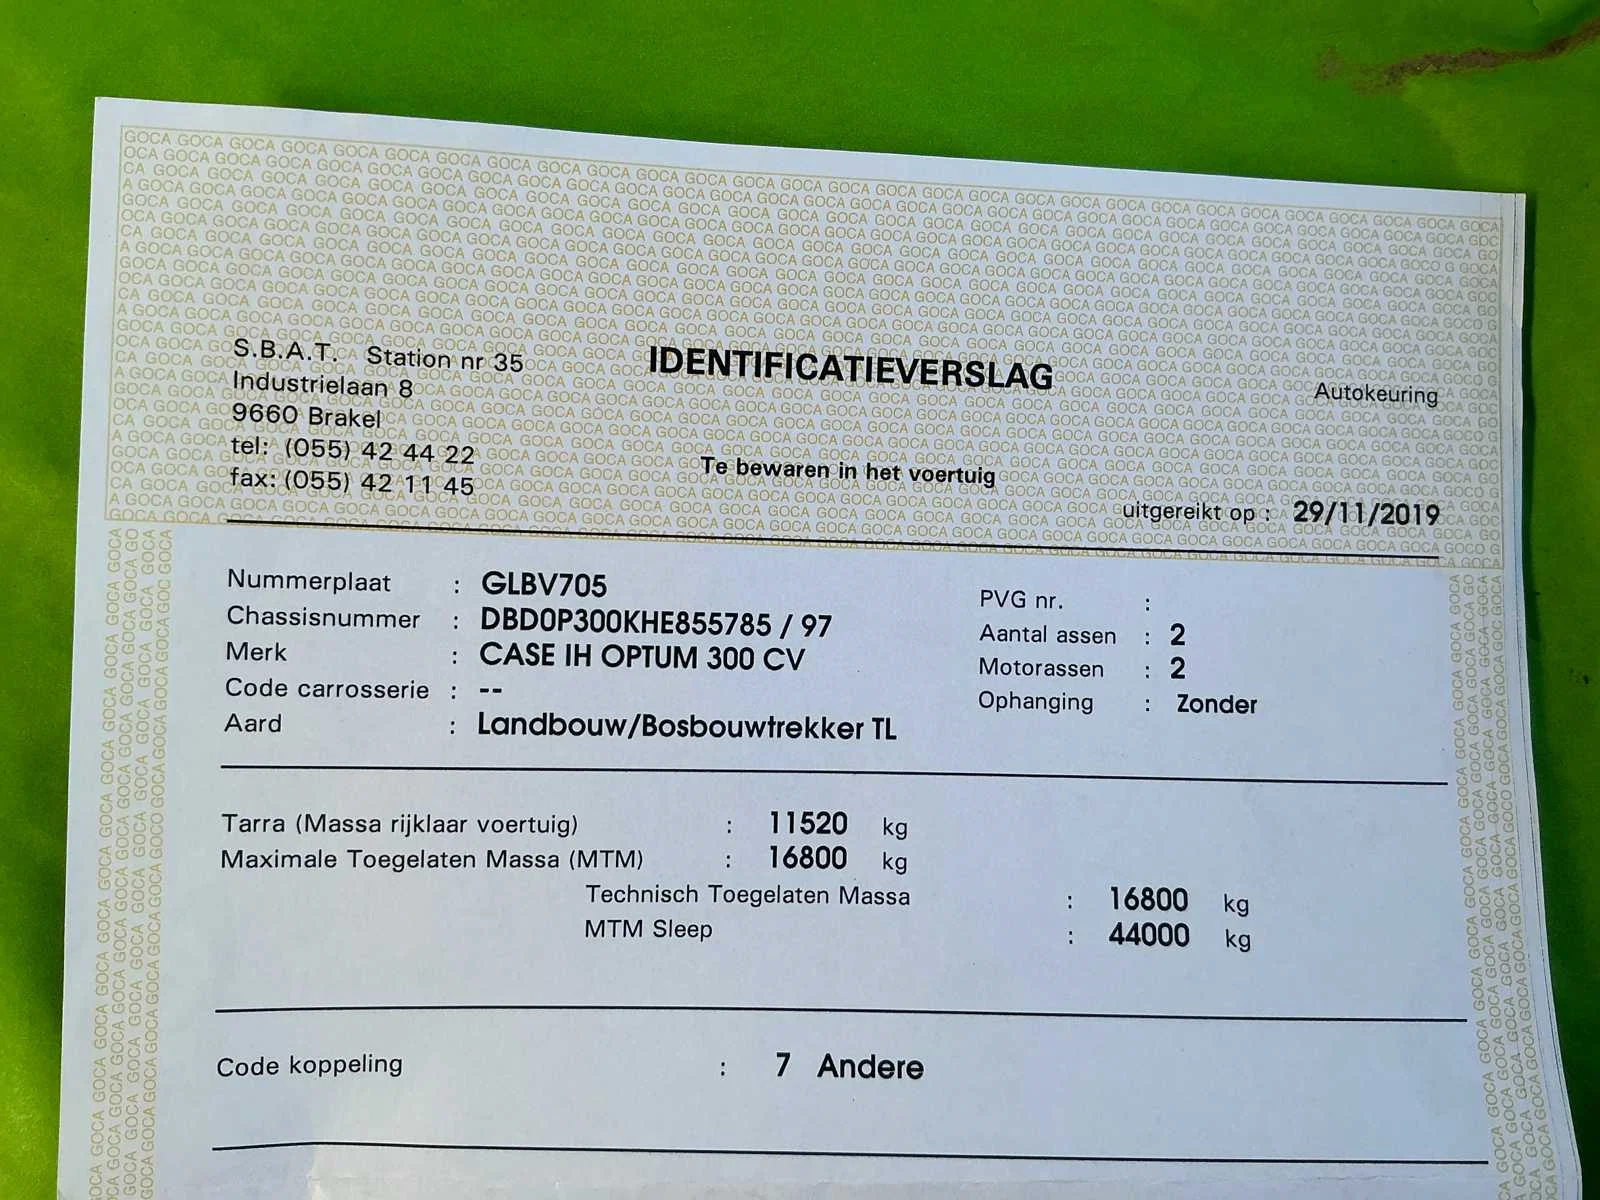 S.B.A.T. Station nr 35
Industrielaan 8
9660 Brakel
tel: (055) 42 44 22
fax: (055) 42 11 45
IDENTIFICATIEVERSLAG
Te bewaren in het voertuig
Autokeuring
uitgereikt op : 29/11/2019
Nummerplaat : GLBV705
Chassisnummer : DBD0P300KHE855785 / 97
Merk : CASE IH OPTUM 300 CV
Code carrosserie : --
Aard : Landbouw/Bosbouwtrekker TL
PVG nr. :
Aantal assen : 2
Motorassen : 2
Ophanging : Zonder
Tarra (Massa rijklaar voertuig) : 11520 kg
Maximale Toegelaten Massa (MTM) : 16800 kg
Technisch Toegelaten Massa : 16800 kg
MTM Sleep : 44000 kg
Code koppeling : 7 Andere